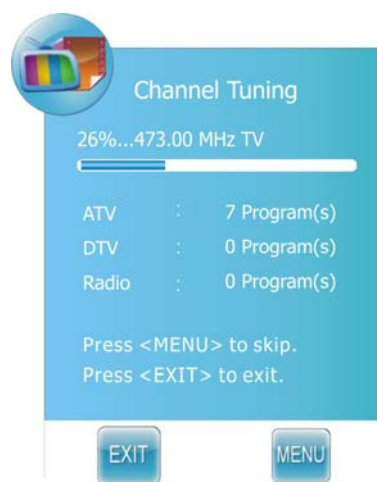 Channel Tuning
26%...473.00 MHz TV
ATV : 7 Program(s)
DTV : 0 Program(s)
Radio : 0 Program(s)
Press <MENU> to skip.
Press <EXIT> to exit.
EXIT MENU